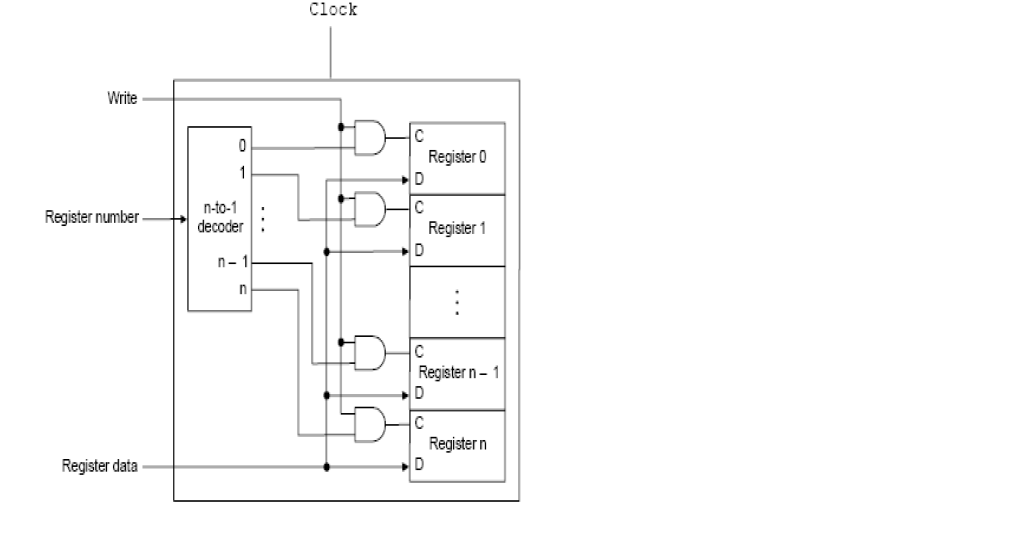 Clock
Write
0
C
Register 0
1
D
C
n-to-1
decoder
Register number
Register 1
D
n – 1
n
C
Register n – 1
D
C
Register n
Register data
D